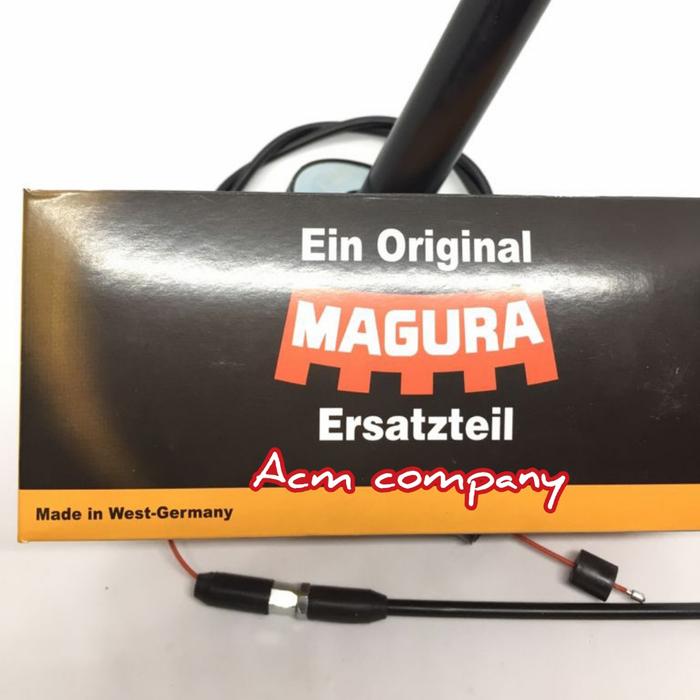 Ein Original
MAGURA
Ersatzteil
Acm company
Made in West-Germany